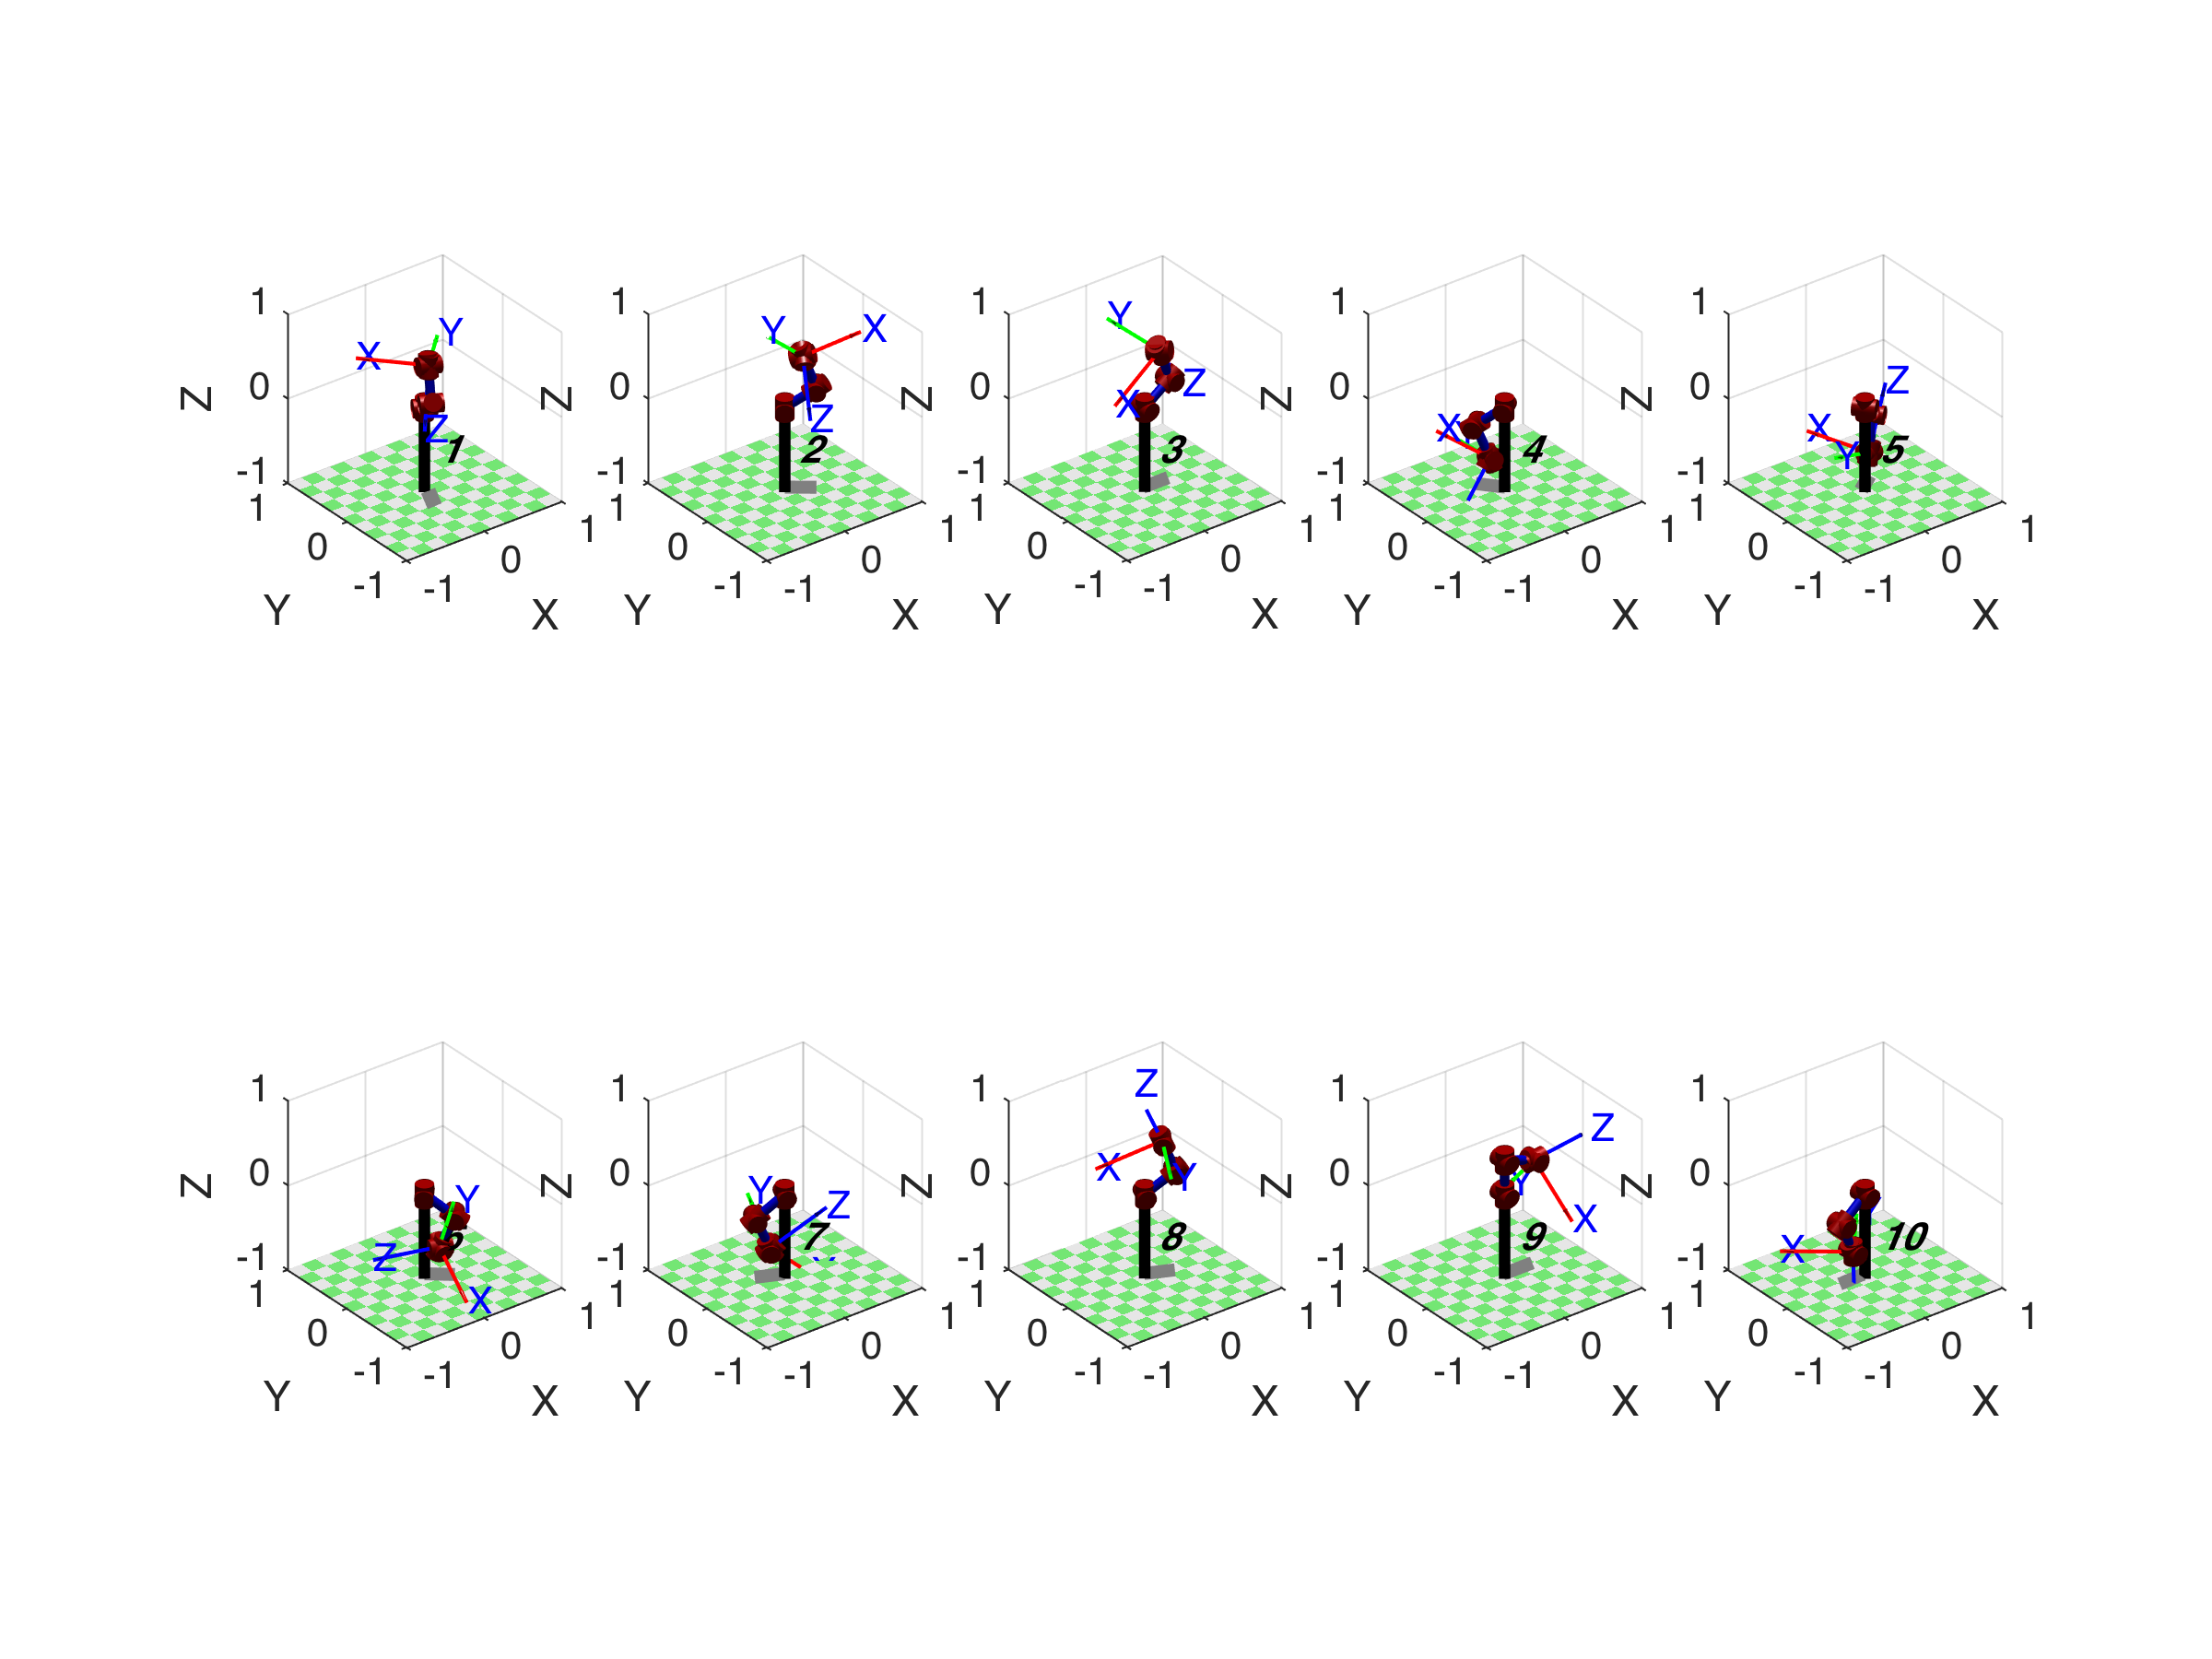 1 1 1 1 1
Y Y Y X
X X
Z 0 Z 0 Z 0 Z Z 0 Z 0 Z
X X X
Z Z Y
-1 1 -1 2 -1 3 -1 4 -1 5
1 1 1 1 1 1 1 1 1 1
0 0 0 0 0 0 0 0 0 0
-1 -1 -1 -1 -1 -1 -1 -1 -1 -1
Y X Y X Y X Y X Y X
1 1 1 Z 1 1
Z
Z 0 Z 0 Z 0 X Y Z 0 Y Z 0
Y Y Z X
Z 6 7 8 9 X 10
-1 -1 -1 -1 -1
X
1 1 1 1 1 1 1 1 1 1
0 0 0 0 0 0 0 0 0 0
-1 -1 -1 -1 -1 -1 -1 -1 -1 -1
Y X Y X Y X Y X Y X